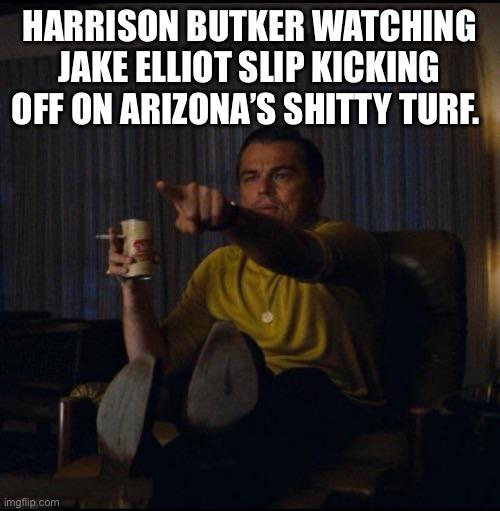 HARRISON BUTKER WATCHING
JAKE ELLIOT SLIP KICKING
OFF ON ARIZONA'S SHITTY TURF.
imgflip.com